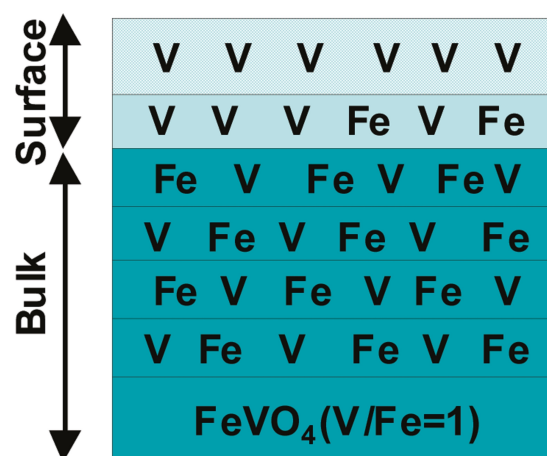 Surface
V V V V V V
V V V Fe V Fe
Bulk
Fe V Fe V Fe V
V Fe V Fe V Fe
Fe V Fe V Fe V
V Fe V Fe V Fe
FeVO₄(V/Fe=1)